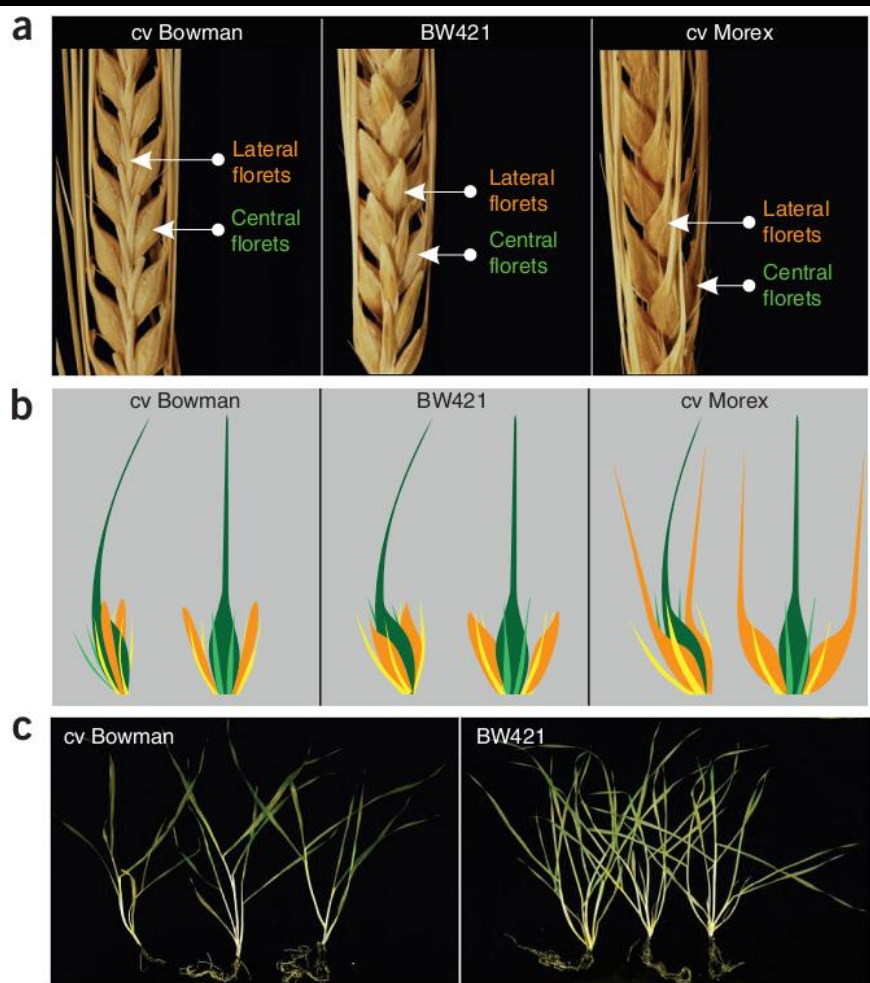 a
cv Bowman
BW421
cv Morex
Lateral
florets
Central
florets
Lateral
florets
Central
florets
Lateral
florets
Central
florets
b
cv Bowman
BW421
cv Morex
c
cv Bowman
BW421